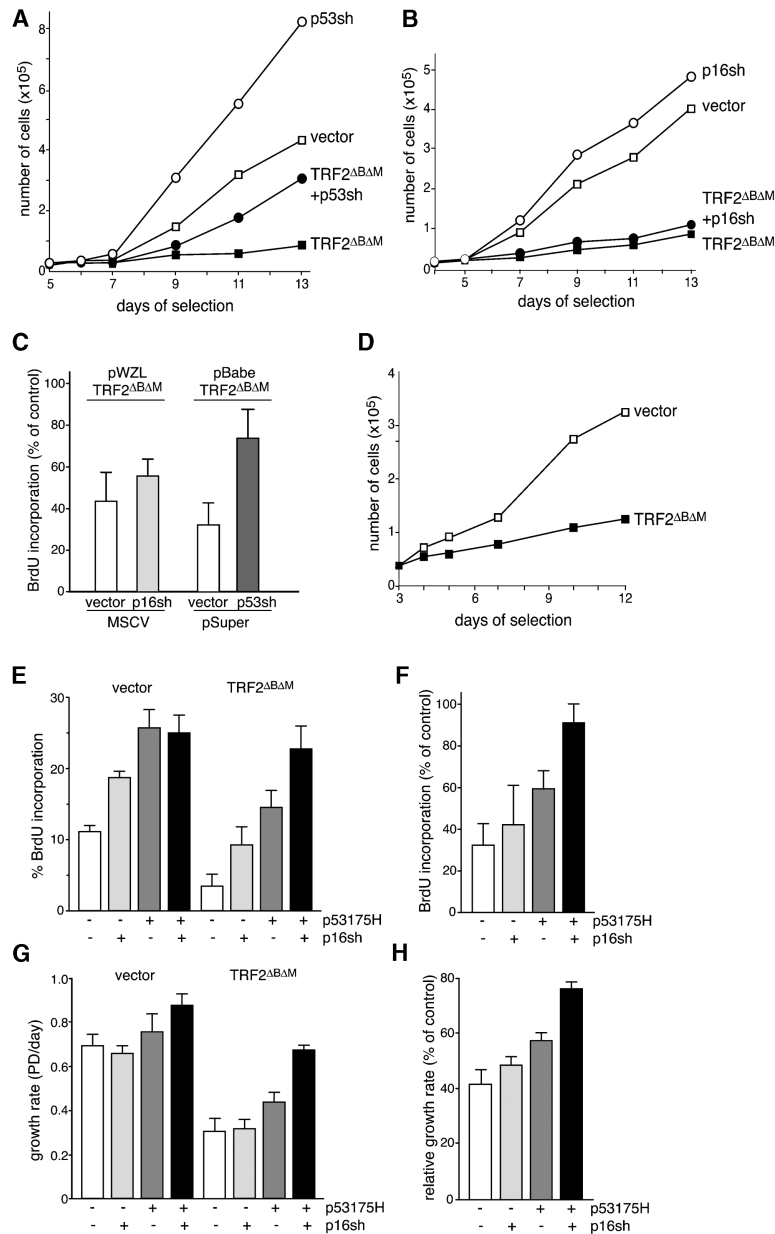 A
number of cells (x10⁵)
8
6
4
2
0
5 6 7 9 11 13
days of selection
p53sh
vector
TRF2ΔBΔM
+p53sh
TRF2ΔBΔM
B
number of cells (x10⁵)
5
4
3
2
1
0
5 7 9 11 13
days of selection
p16sh
vector
TRF2ΔBΔM
+p16sh
TRF2ΔBΔM
C
BrdU incorporation (% of control)
100
80
60
40
20
0
pWZL
TRF2ΔBΔM
pBabe
TRF2ΔBΔM
vector p16sh
MSCV
vector p53sh
pSuper
D
number of cells (x10⁵)
4
3
2
1
0
3 6 9 12
days of selection
vector
TRF2ΔBΔM
E
% BrdU incorporation
30
20
10
0
vector
TRF2ΔBΔM
- - + + - - + + p53175H
- + - + - + - + p16sh
F
BrdU incorporation (% of control)
100
80
60
40
20
0
- - + + p53175H
- + - + p16sh
G
growth rate (PD/day)
1.0
0.8
0.6
0.4
0.2
0
vector
TRF2ΔBΔM
- - + + - - + + p53175H
- + - + - + - + p16sh
H
relative growth rate (% of control)
80
60
40
20
0
- - + + p53175H
- + - + p16sh